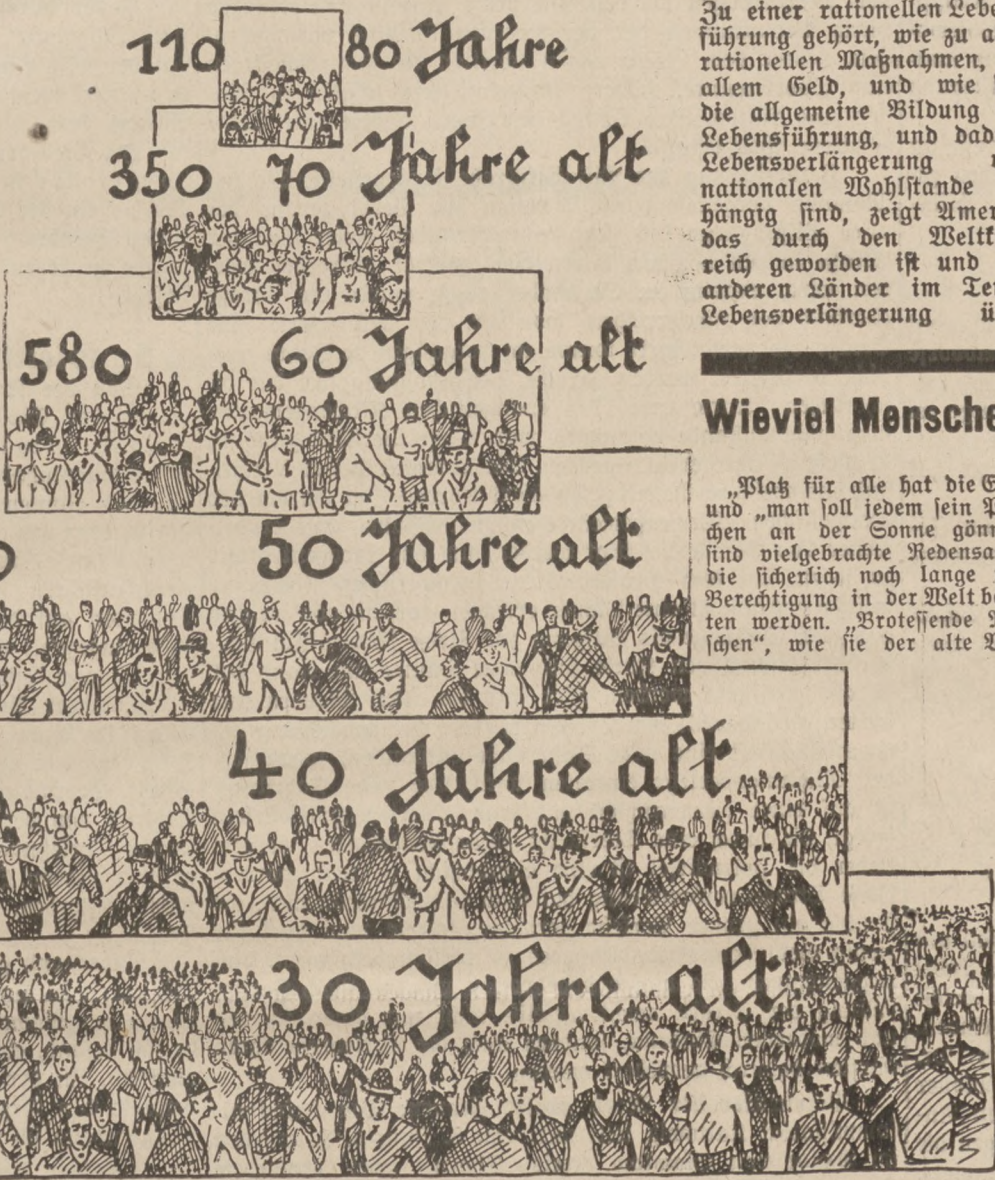 110 80 Jahre
350 70 Jahre alt
580 60 Jahre alt
0 50 Jahre alt
40 Jahre alt
30 Jahre alt
Zu einer rationellen Lebe
führung gehört, wie zu a
rationellen Maßnahmen,
allem Geld, und wie
die allgemeine Bildung
Lebensführung, und dad
Lebensverlängerung
nationalen Wohlstande
hängig sind, zeigt Amer
das durch den Weltk
reich geworden ist und
anderen Länder im Te
Lebensverlängerung ü
Wieviel Mensche
„Platz für alle hat die E
und „man soll jedem sein P
chen an der Sonne gönn
sind vielgebrachte Redensa
die sicherlich noch lange
Berechtigung in der Welt be
ten werden. „Brotessende
schen“, wie sie der alte